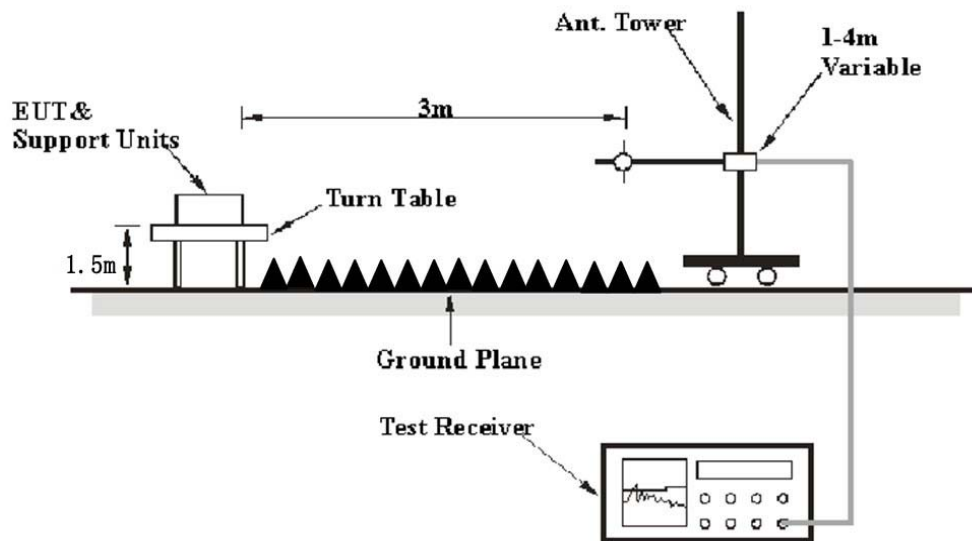 Ant. Tower
1-4m
Variable
3m
EUT&
Support Units
Turn Table
1.5m
Ground Plane
Test Receiver